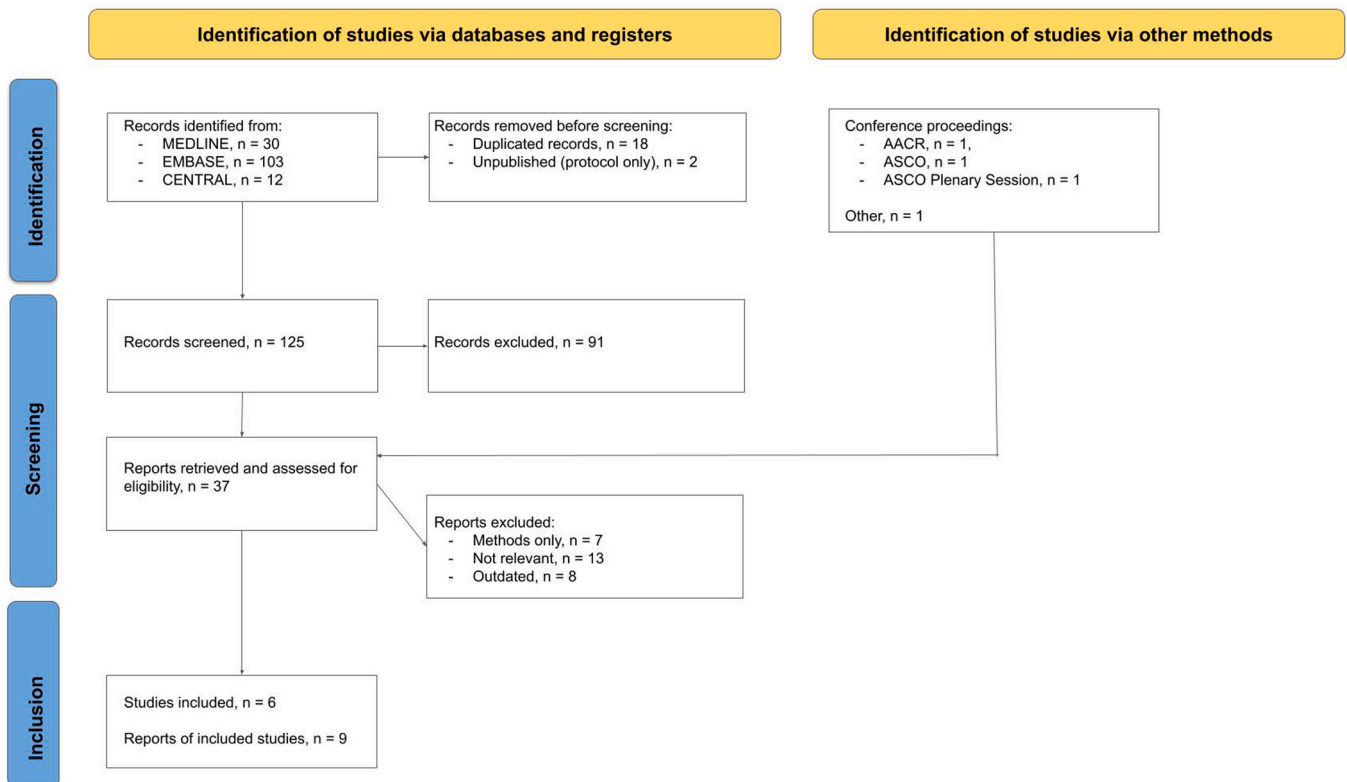 Identification of studies via databases and registers
Identification of studies via other methods
Identification
Records identified from:
- MEDLINE, n = 30
- EMBASE, n = 103
- CENTRAL, n = 12
Records removed before screening:
- Duplicated records, n = 18
- Unpublished (protocol only), n = 2
Conference proceedings:
- AACR, n = 1,
- ASCO, n = 1
- ASCO Plenary Session, n = 1
Other, n = 1
Screening
Records screened, n = 125
Records excluded, n = 91
Reports retrieved and assessed for
eligibility, n = 37
Reports excluded:
- Methods only, n = 7
- Not relevant, n = 13
- Outdated, n = 8
Inclusion
Studies included, n = 6
Reports of included studies, n = 9